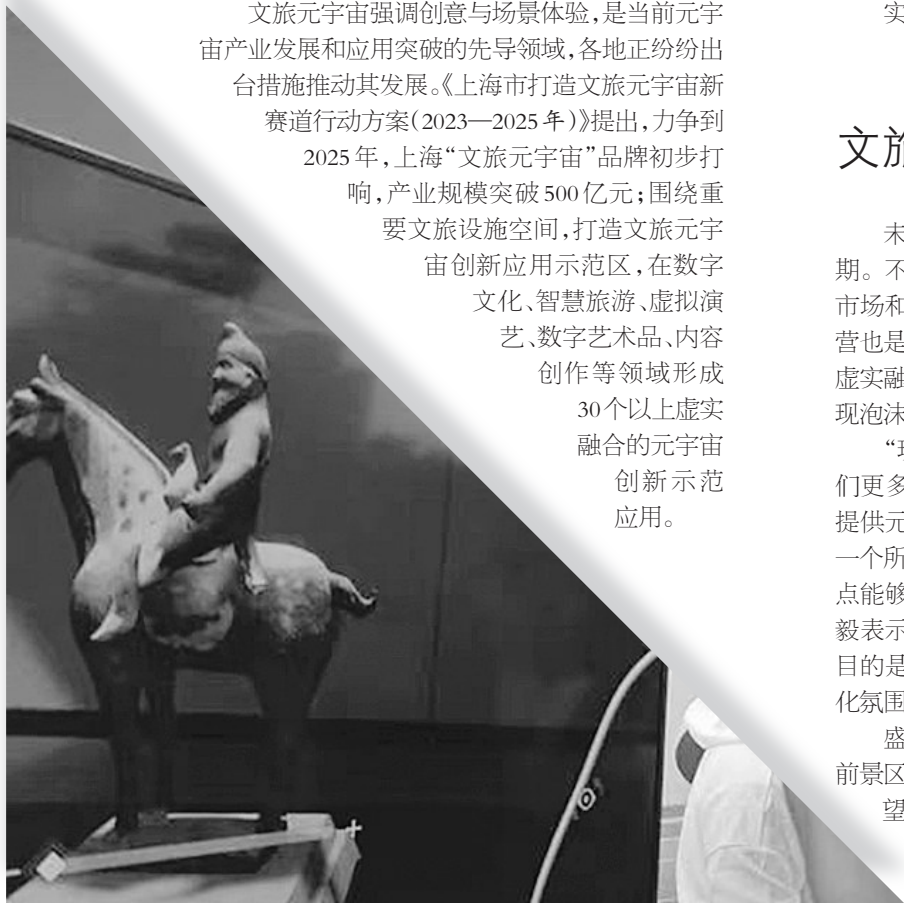 文旅元宇宙强调创意与场景体验,是当前元宇
宙产业发展和应用突破的先导领域,各地正纷纷出
台措施推动其发展。《上海市打造文旅元宇宙新
赛道行动方案(2023—2025年)》提出,力争到
2025年,上海“文旅元宇宙”品牌初步打
响,产业规模突破500亿元;围绕重
要文旅设施空间,打造文旅元宇
宙创新应用示范区,在数字
文化、智慧旅游、虚拟演
艺、数字艺术品、内容
创作等领域形成
30个以上虚实
融合的元宇宙
创新示范
应用。
实
文旅
未
期。不
市场和
营也是
虚实融
现泡沫
“现
们更多
提供元
一个所
点能够
毅表示
目的是
化氛围
盛
前景区
望